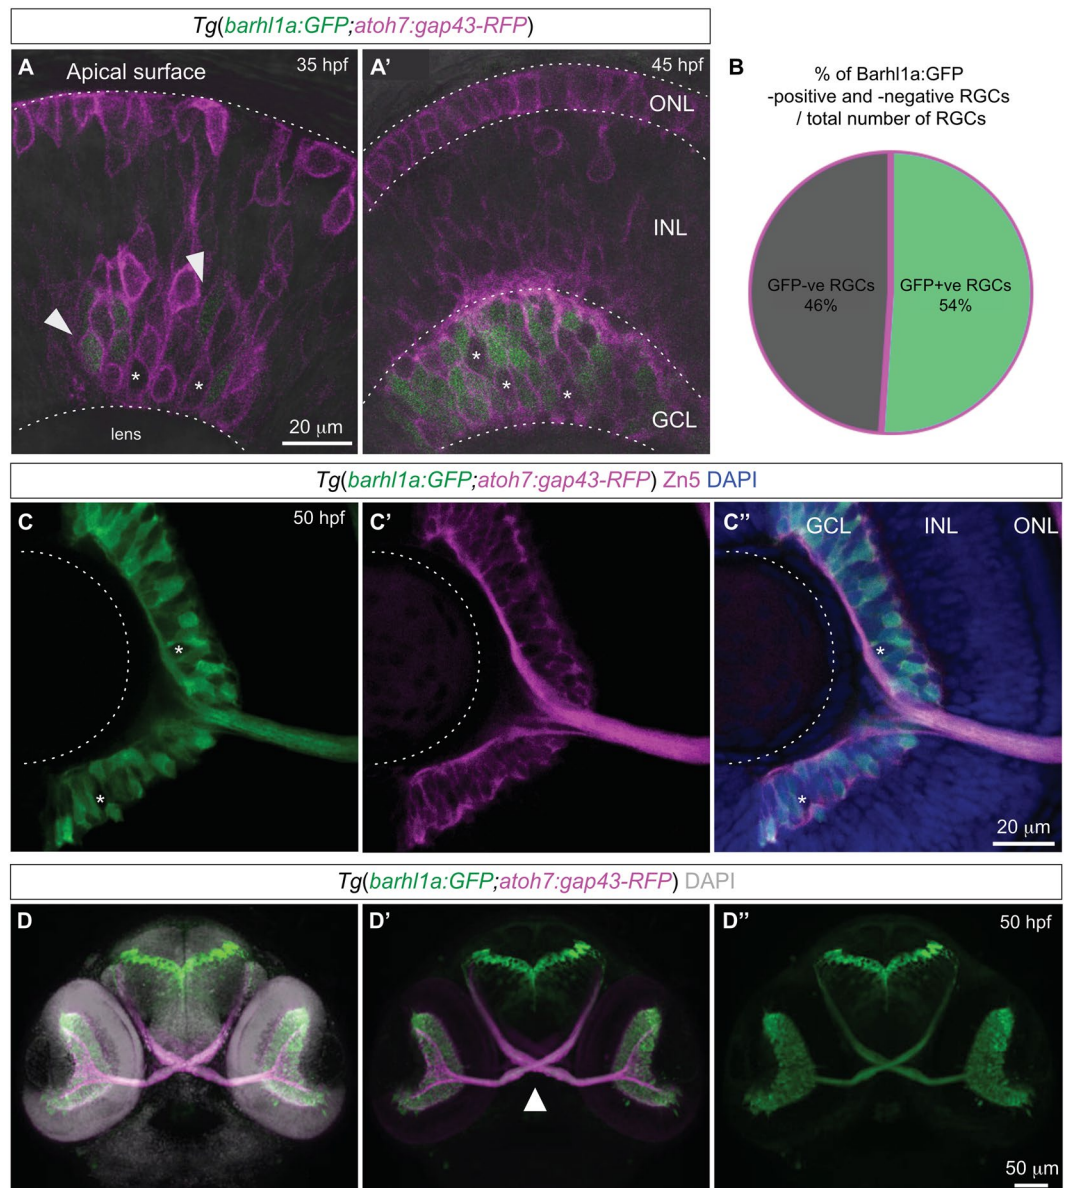 Tg(barhl1a:GFP;atoh7:gap43-RFP)
A
Apical surface
35 hpf
*
*
lens
20 μm
A'
45 hpf
ONL
INL
*
*
*
GCL
B
% of Barhl1a:GFP
-positive and -negative RGCs
/ total number of RGCs
GFP-ve RGCs
46%
GFP+ve RGCs
54%
Tg(barhl1a:GFP;atoh7:gap43-RFP) Zn5 DAPI
C
50 hpf
*
*
C'
C''
GCL
INL
ONL
*
*
20 μm
Tg(barhl1a:GFP;atoh7:gap43-RFP) DAPI
D
D'
D''
50 hpf
50 μm